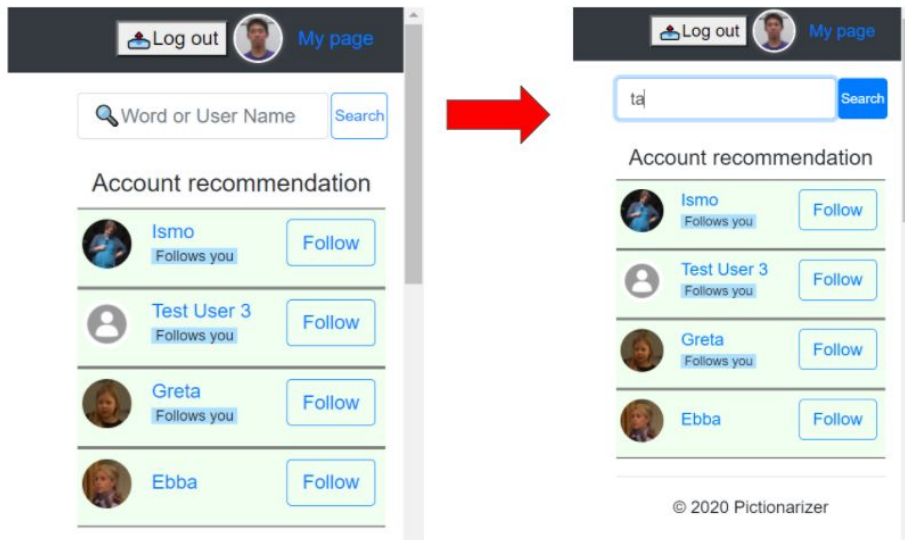 Log out My page
Word or User Name Search
Account recommendation
Ismo
Follows you
Follow
Test User 3
Follows you
Follow
Greta
Follows you
Follow
Ebba
Follow
Log out My page
ta Search
Account recommendation
Ismo
Follows you
Follow
Test User 3
Follows you
Follow
Greta
Follows you
Follow
Ebba
Follow
© 2020 Pictionarizer